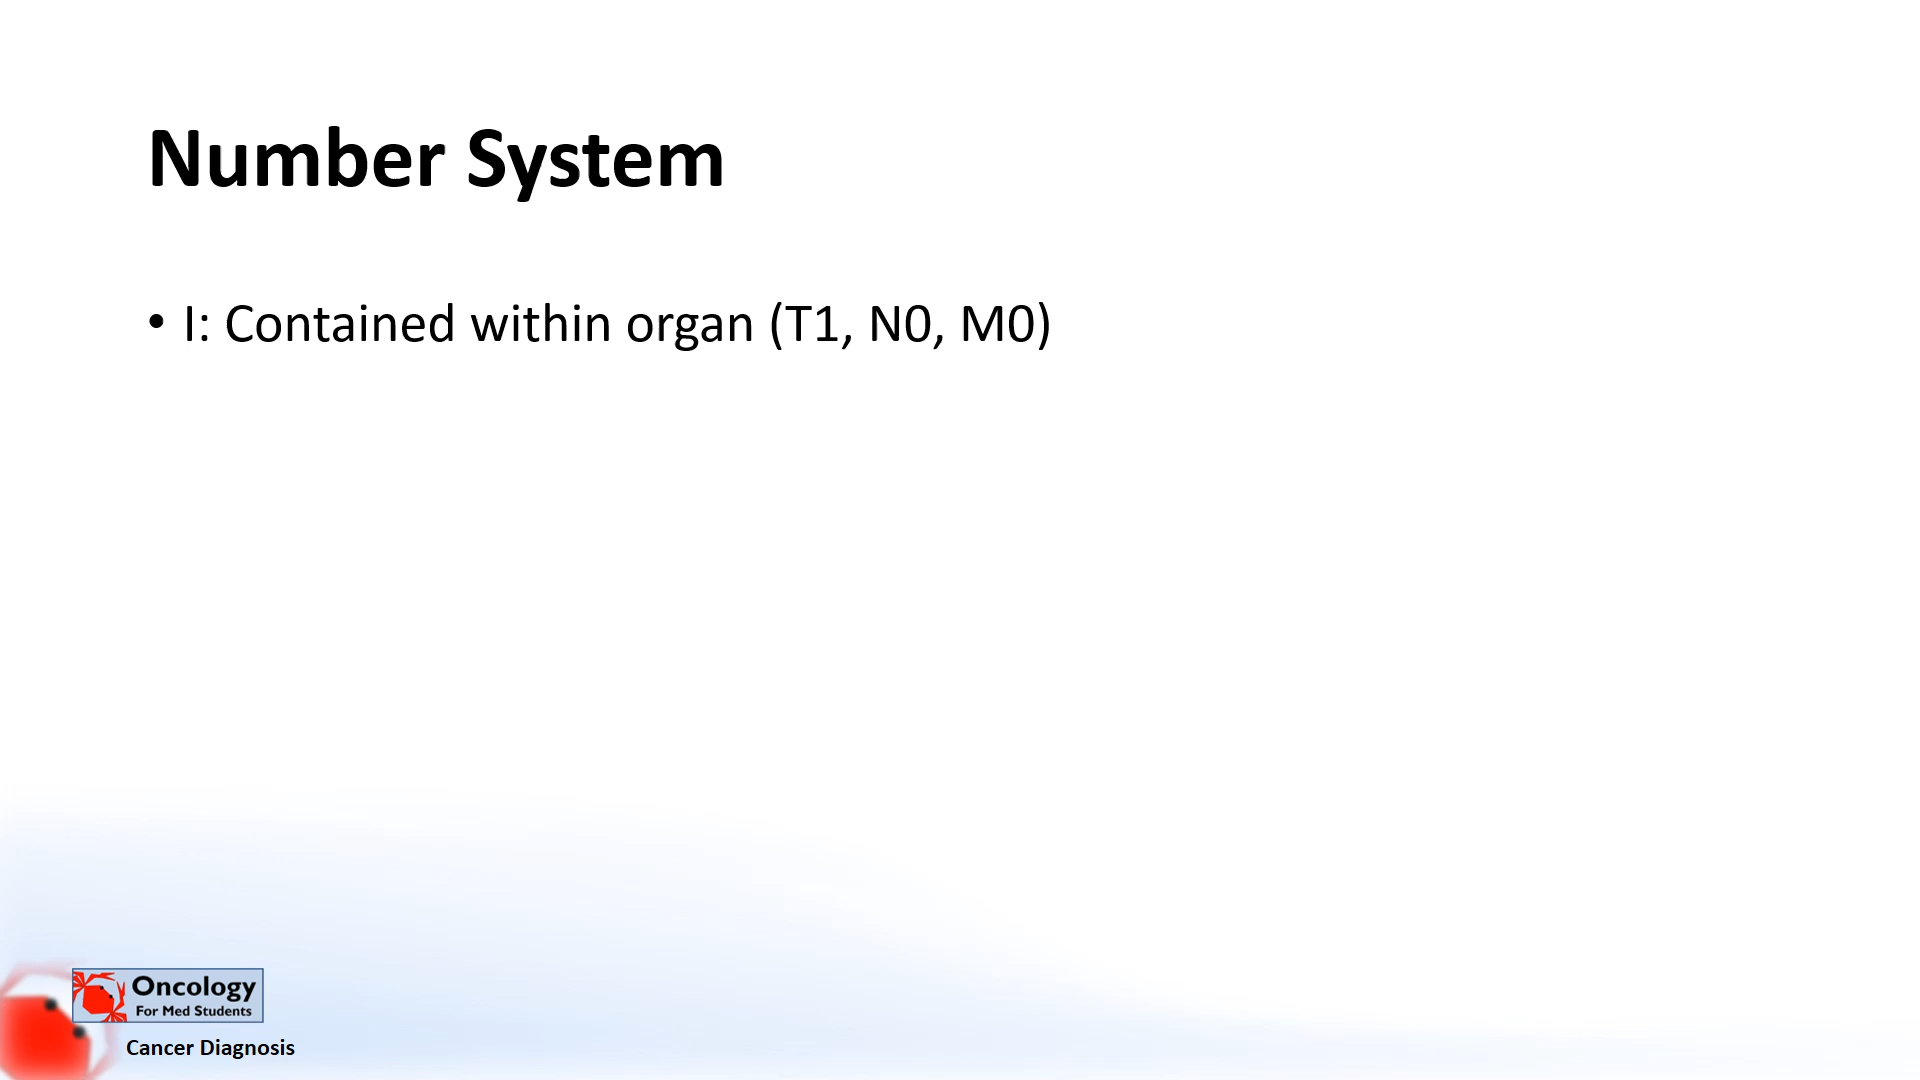 Number System
• I: Contained within organ (T1, N0, M0)
Oncology
For Med Students
Cancer Diagnosis